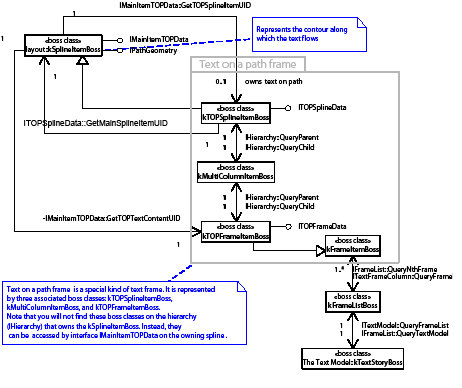 IMainItemTOPData::GetTOPSplineItemUID
1
1
«boss class»
layout::kSplineItemBoss
IMainItemTOPData
IPathGeometry
Represents the contour along
which the text flows
1
Text on a path frame
0..1
owns text on path
«boss class»
kTOPSplineItemBoss
ITOPSplineData
ITOPSplineData::GetMainSplineItemUID
1
1
IHierarchy::QueryParent
1
IHierarchy::QueryChild
«boss class»
kMultiColumnItemBoss
1
IHierarchy::QueryParent
1
IHierarchy::QueryChild
-IMainItemTOPData:GetTOPTextContentUID
1
«boss class»
kTOPFrameItemBoss
ITOPFrameData
«boss class»
kFrameItemBoss
1..*
IFrameList::QueryNthFrame
ITextFrameColumn::QueryFrame
1
«boss class»
kFrameListBoss
1
ITextModel::QueryFrameList
1
IFrameList::QueryTextModel
«boss class»
The Text Model::kTextStoryBoss
Text on a path frame is a special kind of text frame. It is represented
by three associated boss classes: kTOPSplineItemBoss,
kMultiColumnItemBoss, and kTOPFrameItemBoss.
Note that you will not find these boss classes on the hierarchy
(IHierarchy) that owns the kSplineItemBoss. Instead, they
can be accessed by interface IMainItemTOPData on the owning spline .